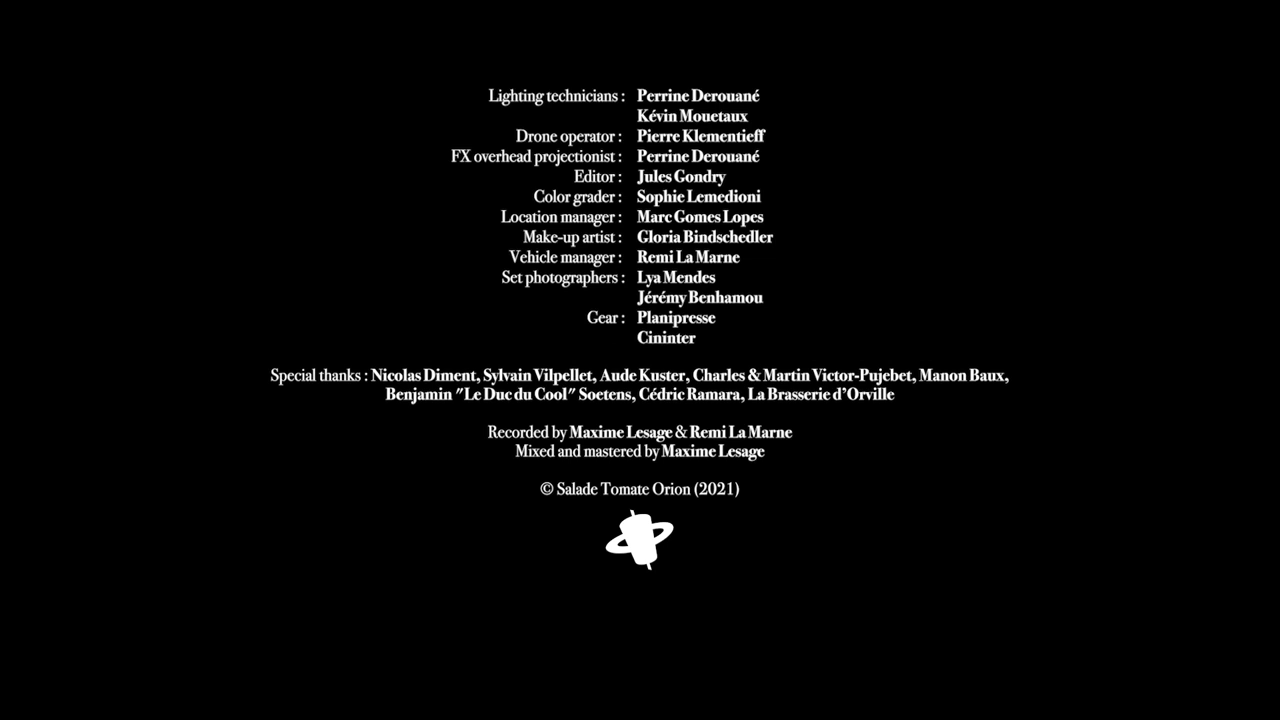 Lighting technicians : Perrine Derouané
Kévin Mouetaux
Drone operator : Pierre Klementieff
FX overhead projectionist : Perrine Derouané
Editor : Jules Gondry
Color grader : Sophie Lemedioni
Location manager : Marc Gomes Lopes
Make-up artist : Gloria Bindschedler
Vehicle manager : Remi La Marne
Set photographers : Lya Mendes
Jérémy Benhamou
Gear : Planipresse
Cininter
Special thanks : Nicolas Diment, Sylvain Vilpellet, Aude Kuster, Charles & Martin Victor-Pujebet, Manon Baux,
Benjamin "Le Duc du Cool" Soetens, Cédric Ramara, La Brasserie d’Orville
Recorded by Maxime Lesage & Remi La Marne
Mixed and mastered by Maxime Lesage
© Salade Tomate Orion (2021)